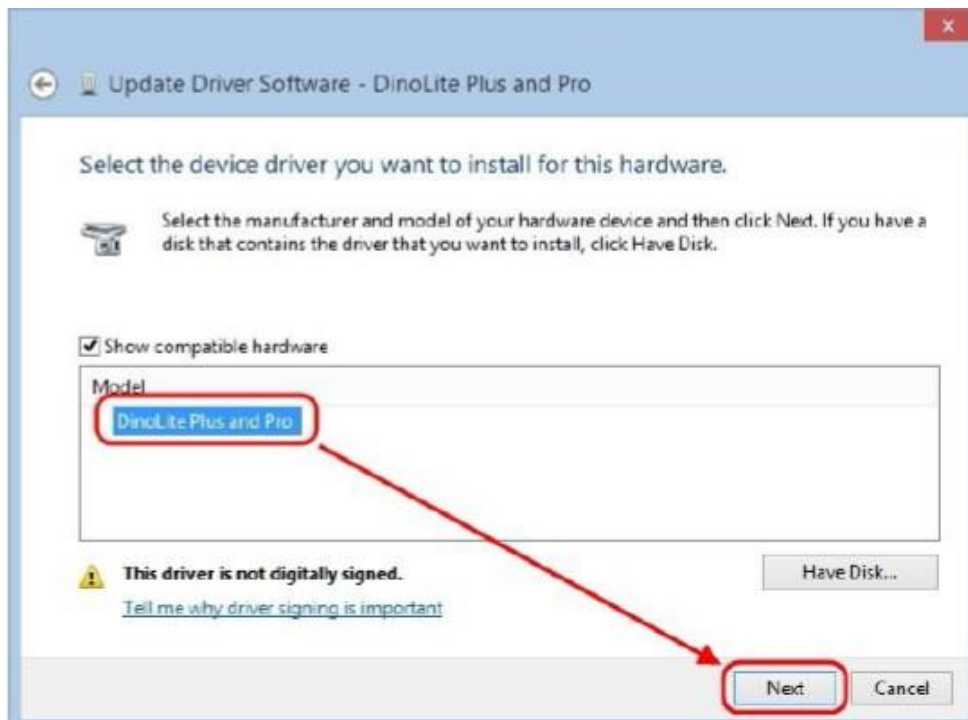 x
Update Driver Software - DinoLite Plus and Pro
Select the device driver you want to install for this hardware.
Select the manufacturer and model of your hardware device and then click Next. If you have a
disk that contains the driver that you want to install, click Have Disk.
Show compatible hardware
Model
DinoLite Plus and Pro
This driver is not digitally signed.
Have Disk...
Tell me why driver signing is important
Next
Cancel